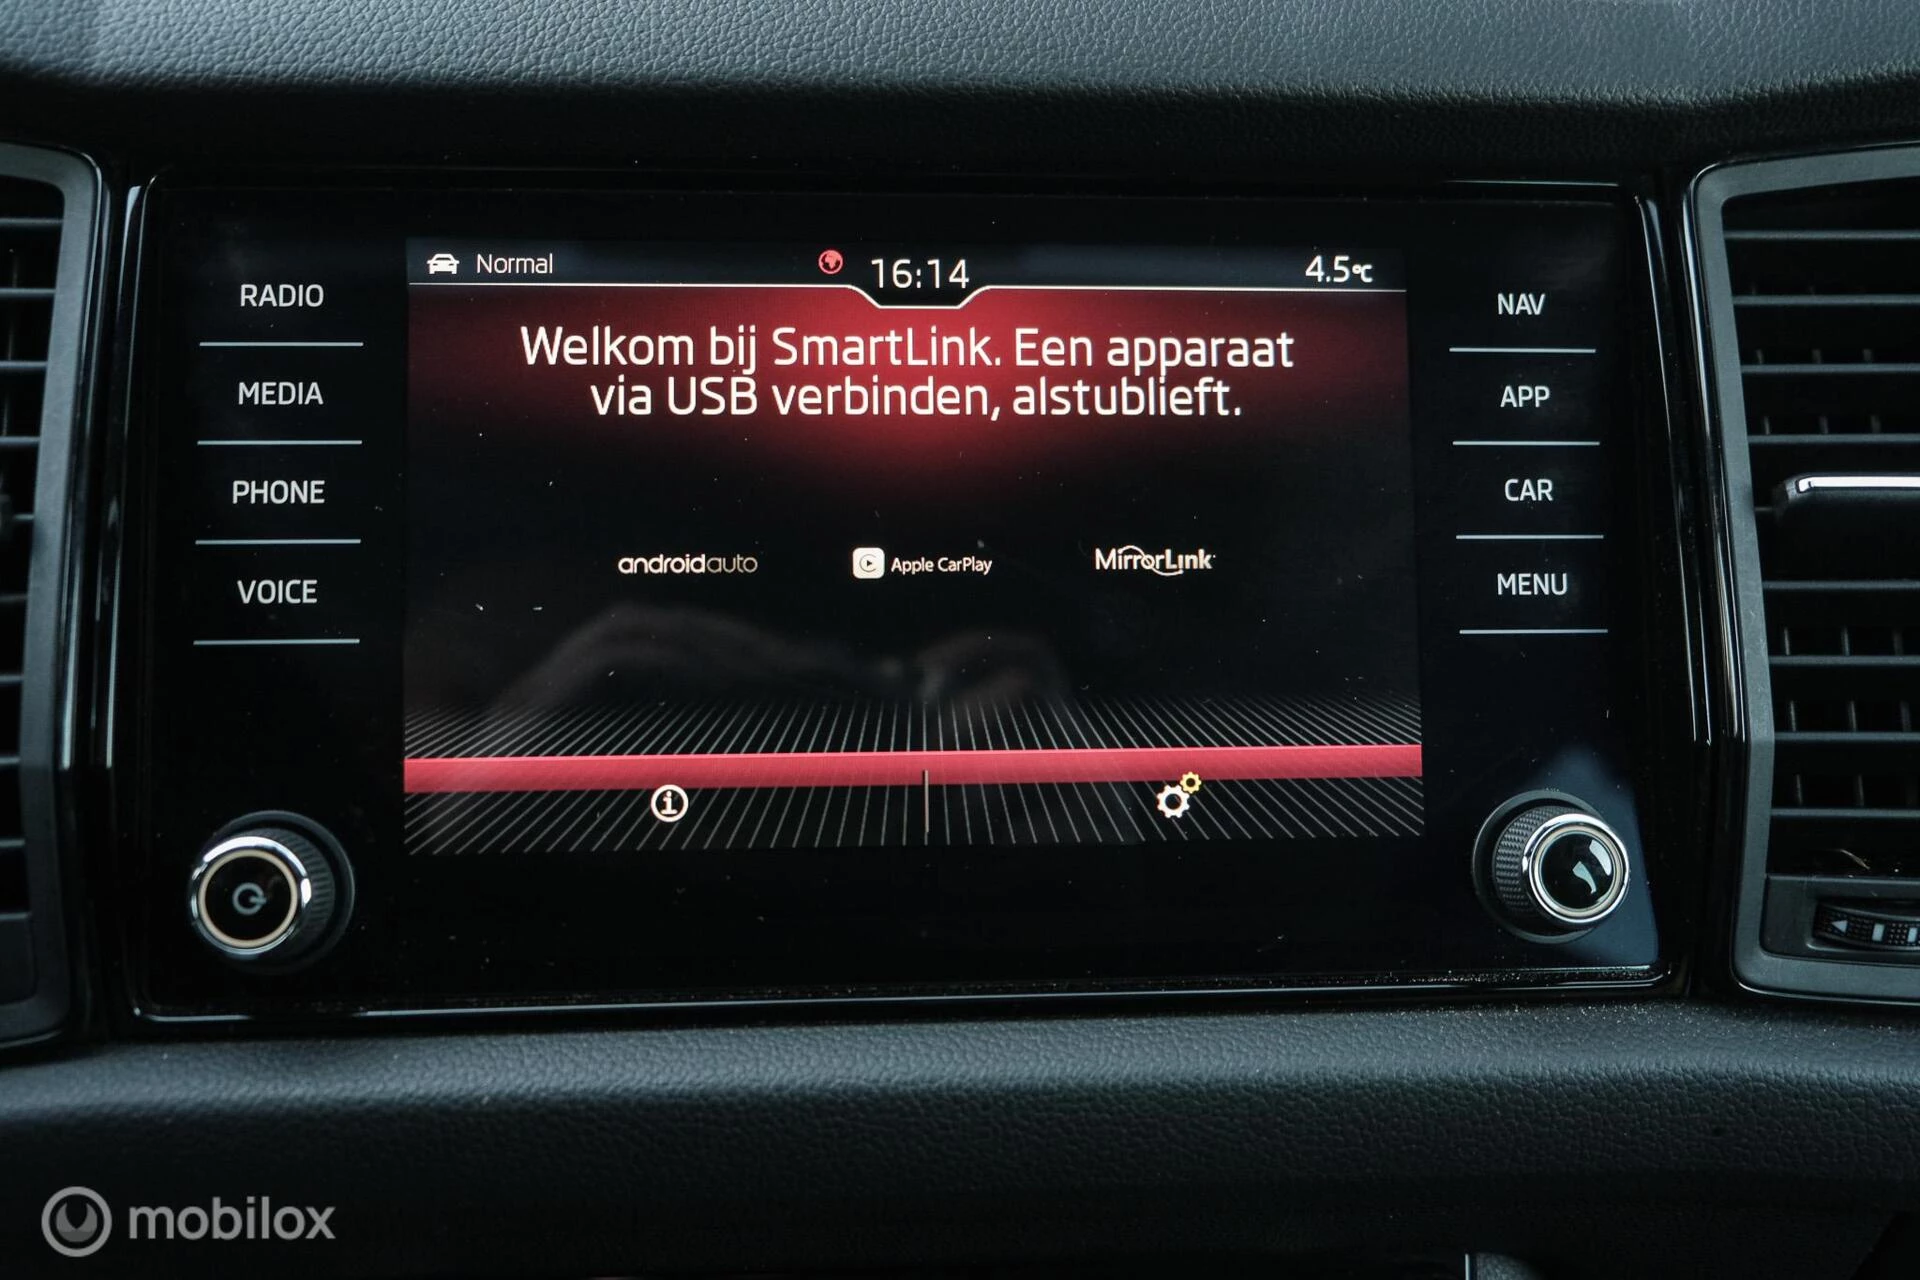 Normal
16:14
4.5°C
Welkom bij SmartLink. Een apparaat
via USB verbinden, alstublieft.
androidauto
Apple CarPlay
MirrorLink
RADIO
MEDIA
PHONE
VOICE
NAV
APP
CAR
MENU
mobilox